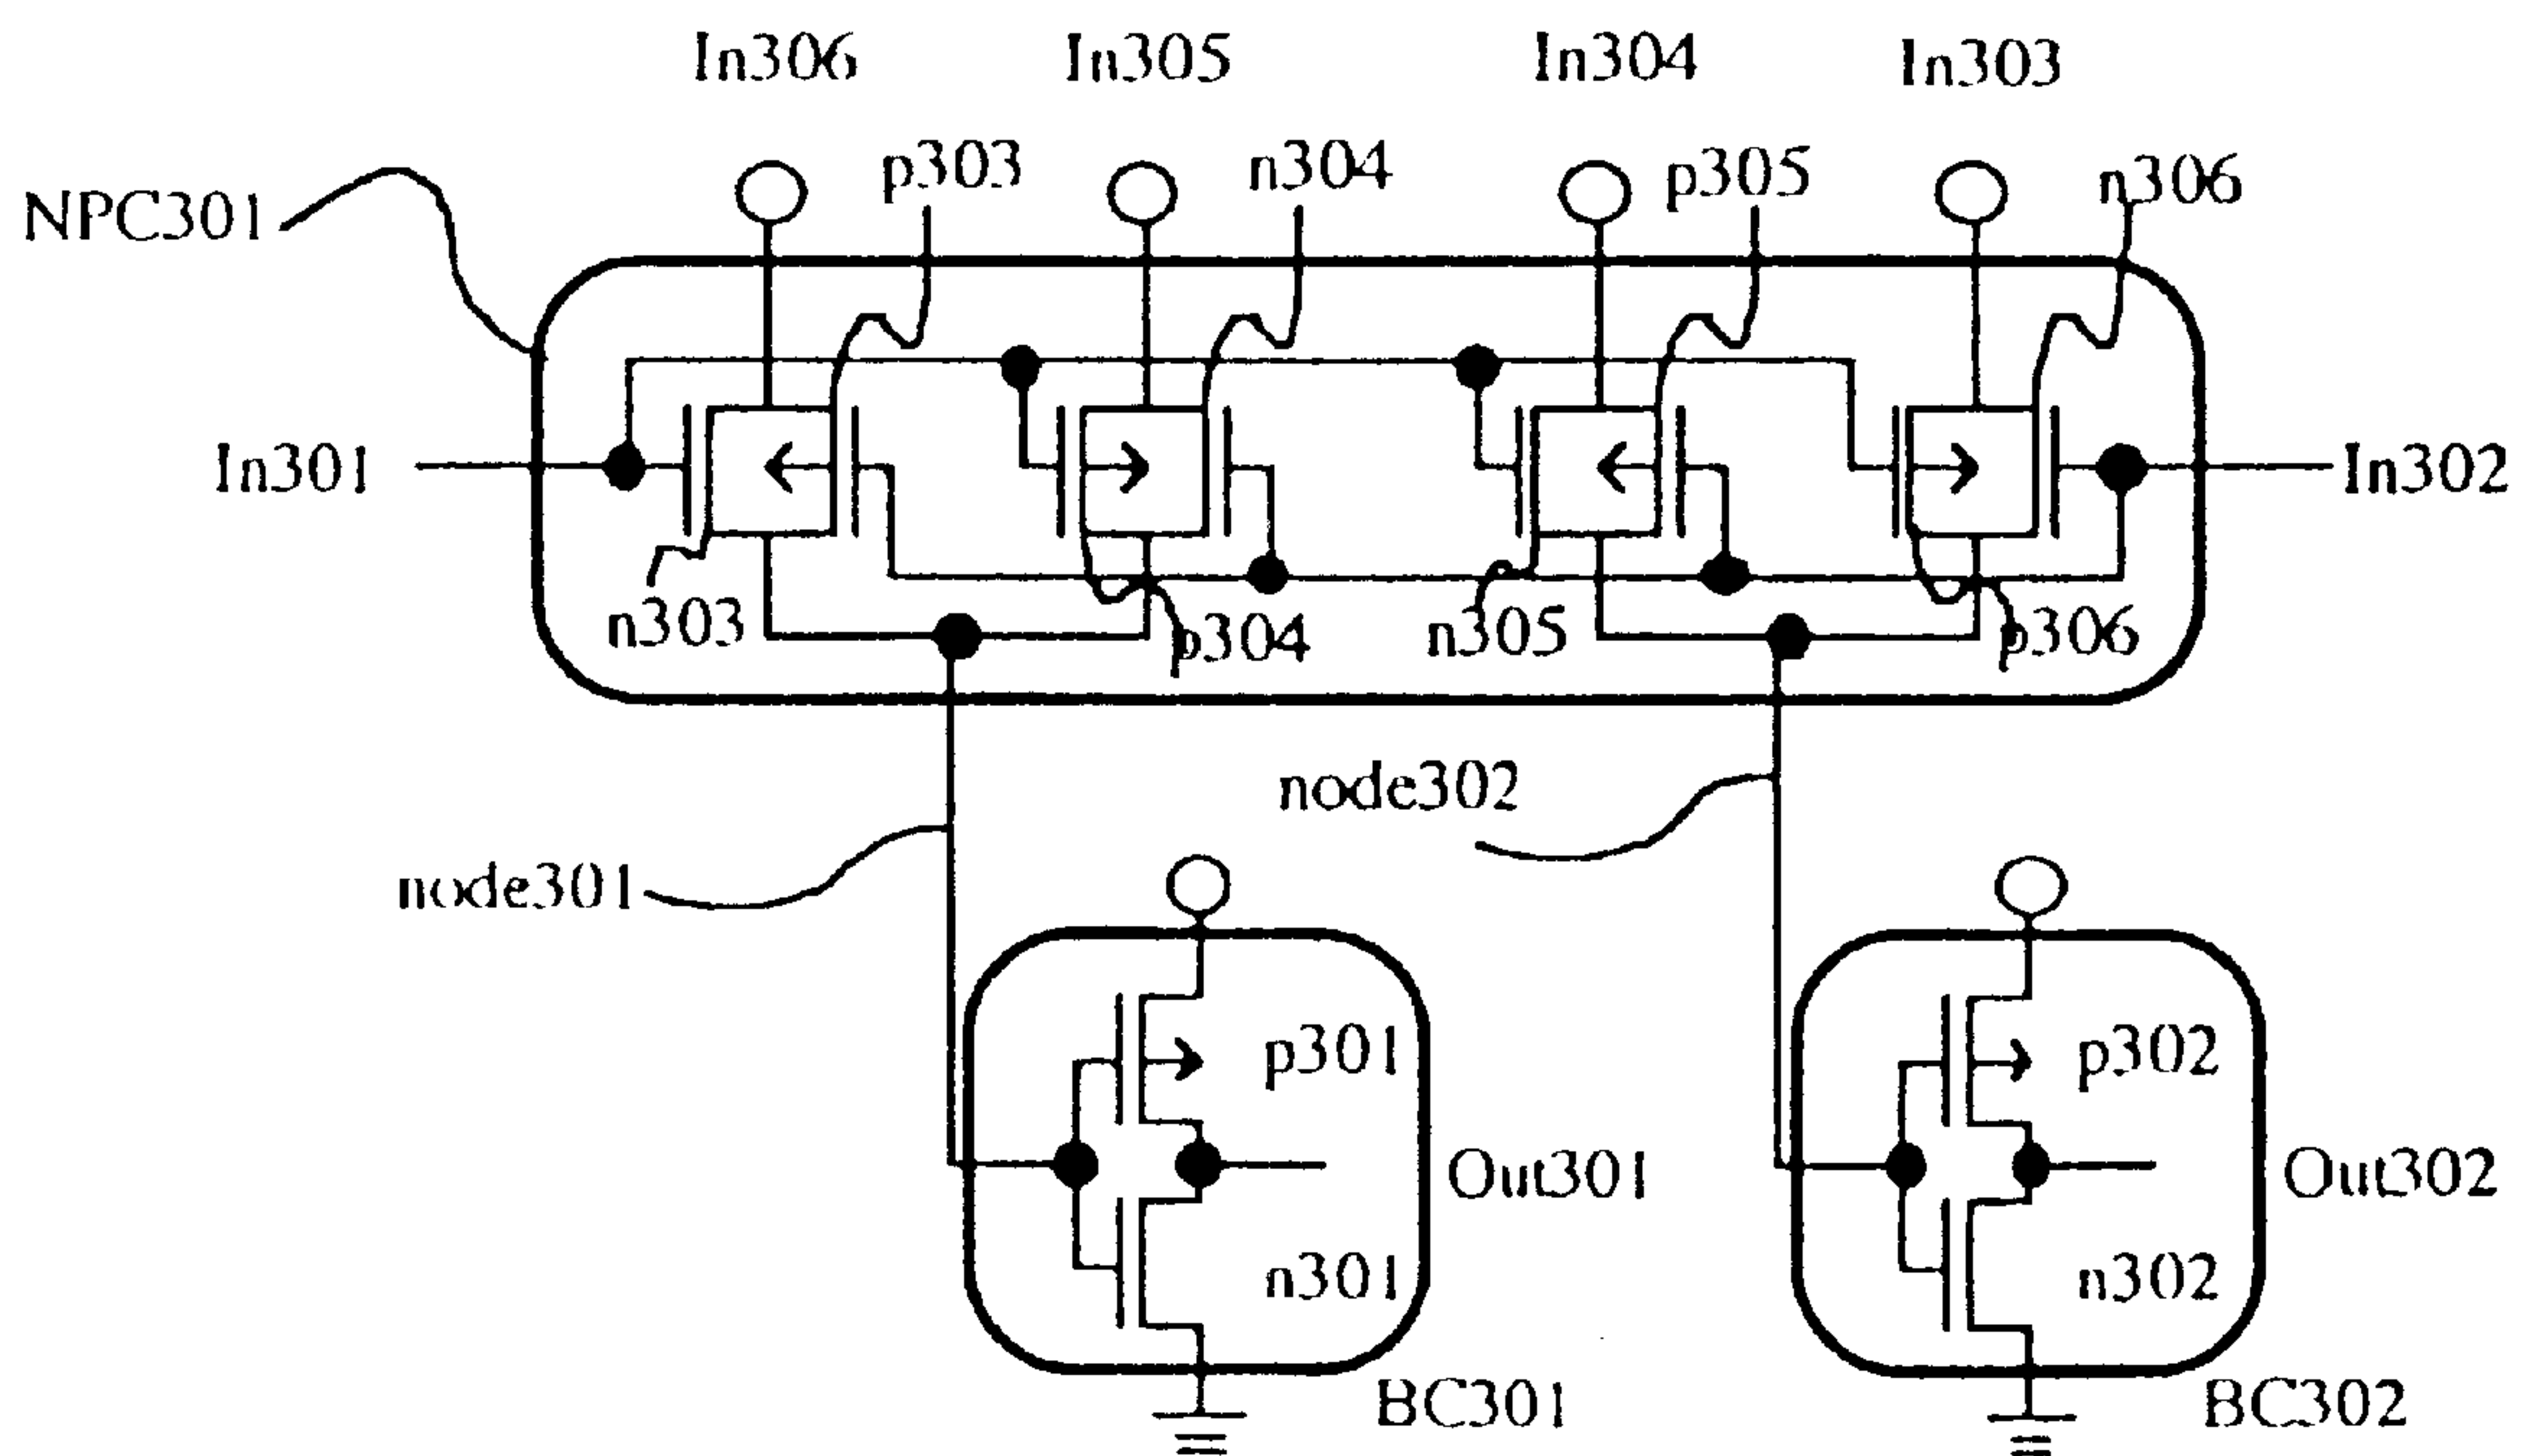 In306 In305 In304 In303
p303 n304 p305 n306
NPC301
In301 In302
n303 p304 n305 p306
node302
node301
p301 p302
Out301 Out302
n301 n302
BC301 BC302